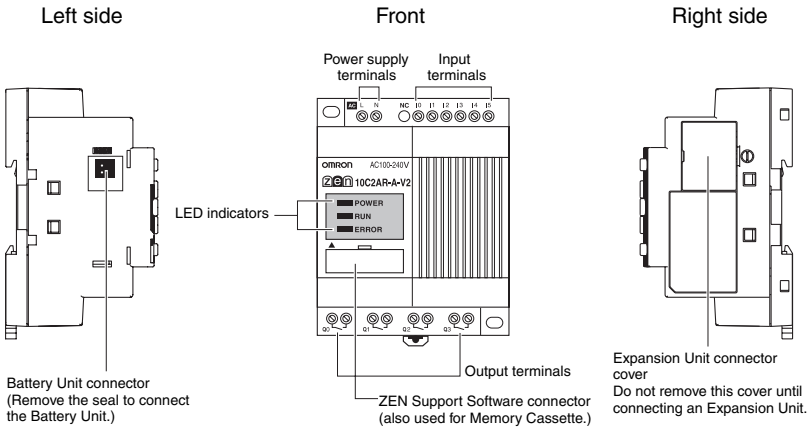 Left side
Front
Right side
Power supply
terminals
Input
terminals
AC L N NC I0 I1 I2 I3 I4 I5
OMRON AC100-240V
zen 10C2AR-A-V2
LED indicators
POWER
RUN
ERROR
Q0 Q1 Q2 Q3
Output terminals
Battery Unit connector
(Remove the seal to connect
the Battery Unit.)
ZEN Support Software connector
(also used for Memory Cassette.)
Expansion Unit connector
cover
Do not remove this cover until
connecting an Expansion Unit.